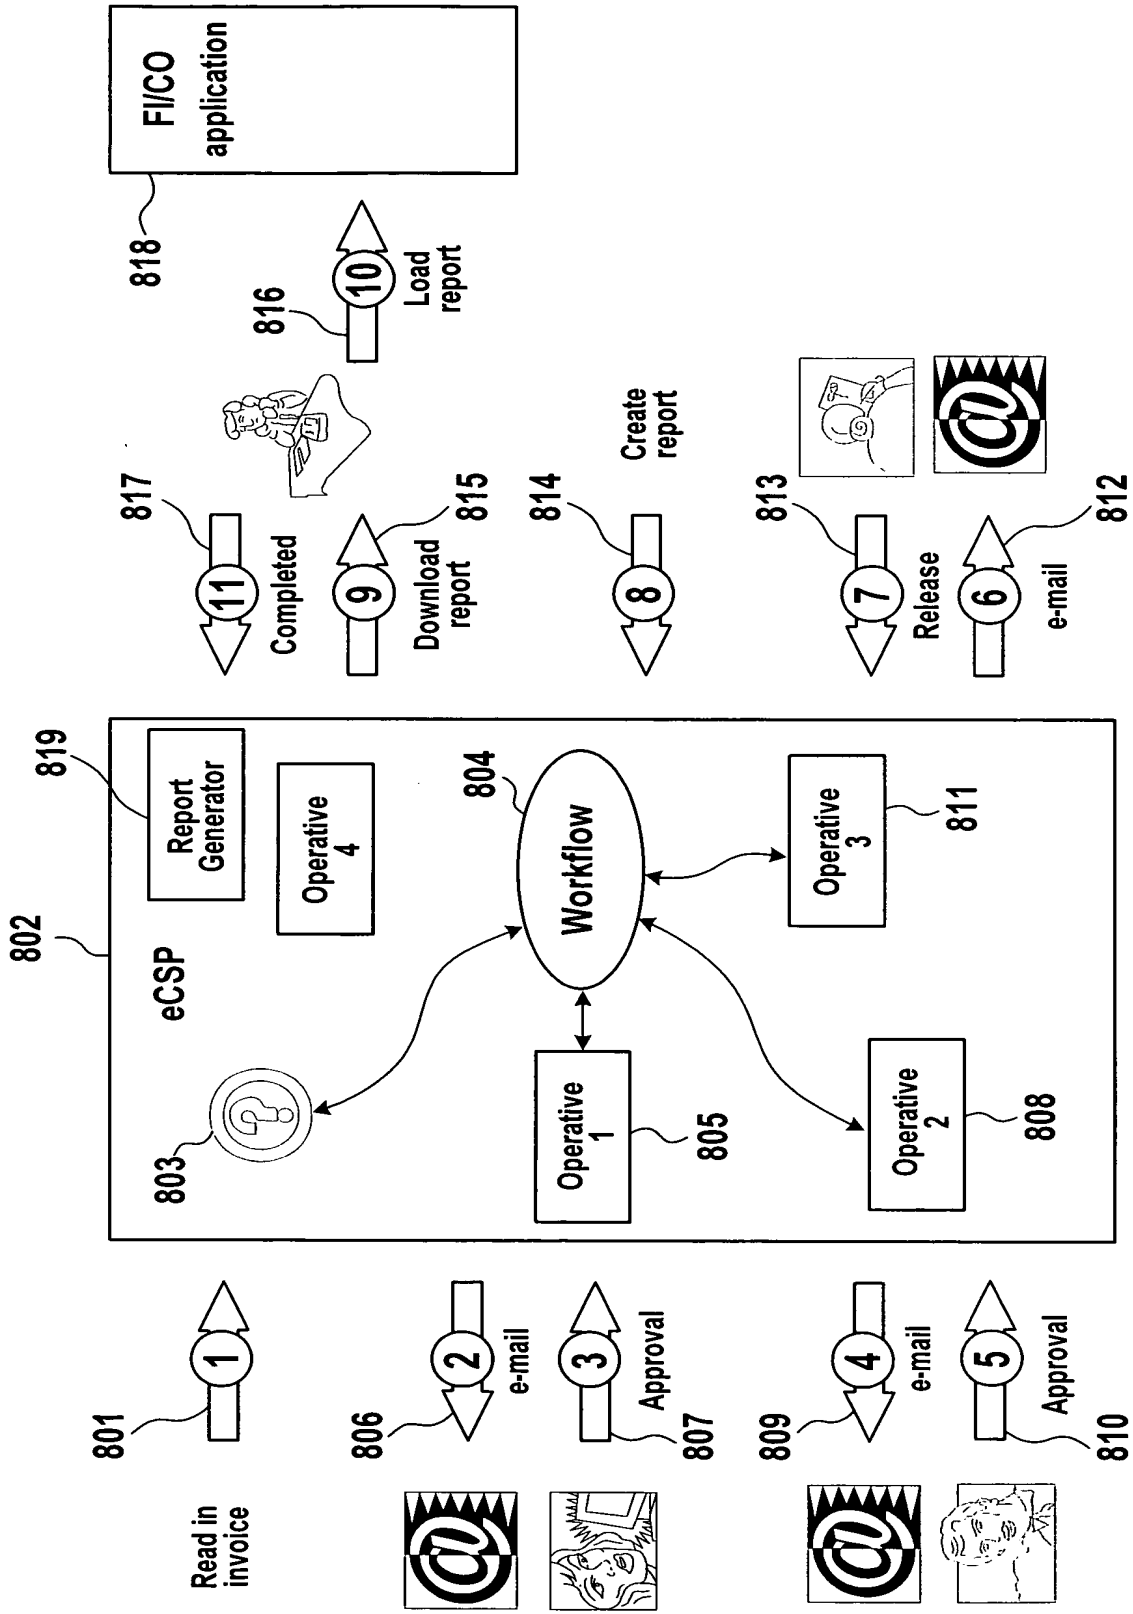 Read in
invoice
801
1
806
2
e-mail
3
Approval
807
809
4
e-mail
5
Approval
810
802
eCSP
803
?
Report
Generator
819
Operative
4
Workflow
804
Operative
1
805
Operative
2
808
Operative
3
811
817
11
Completed
9
Download
report
815
814
8
Create
report
813
7
Release
6
e-mail
812
@
@
@
816
10
Load
report
818
FI/CO
application